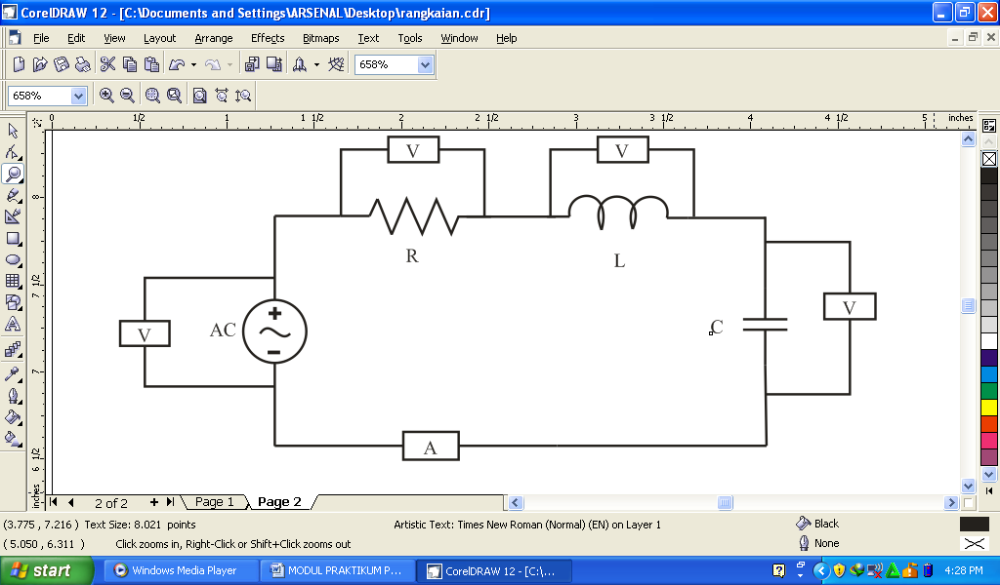 CorelDRAW 12 - [C:\Documents and Settings\ARSENAL\Desktop\rangkaian.cdr]
File Edit View Layout Arrange Effects Bitmaps Text Tools Window Help
658%
658%
0 1/2 1 1 1/2 2 2 1/2 3 3 1/2 4 4 1/2 5 inches
8
7 1/2
7
6 1/2
inches
V V
R L
AC V C V
A
2 of 2 Page 1 Page 2
(3.775 , 7.216 ) Text Size: 8.021 points Artistic Text: Times New Roman (Normal) (EN) on Layer 1 Black
( 5.050 , 6.311 ) Click zooms in, Right-Click or Shift+Click zooms out None
start Windows Media Player MODUL PRAKTIKUM P... CorelDRAW 12 - [C:\... 4:28 PM